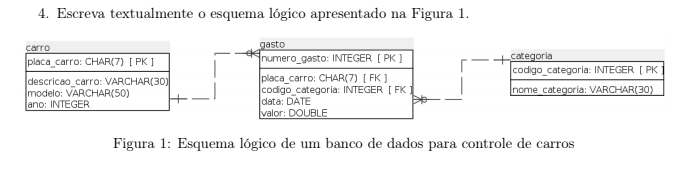 4. Escreva textualmente o esquema lógico apresentado na Figura 1.
carro
placa_carro: CHAR(7) [ PK ]
descricao_carro: VARCHAR(30)
modelo: VARCHAR(50)
ano: INTEGER
gasto
numero_gasto: INTEGER [ PK ]
placa_carro: CHAR(7) [ FK ]
codigo_categoria: INTEGER [ FK ]
data: DATE
valor: DOUBLE
categoria
codigo_categoria: INTEGER [ PK ]
nome_categoria: VARCHAR(30)
Figura 1: Esquema lógico de um banco de dados para controle de carros